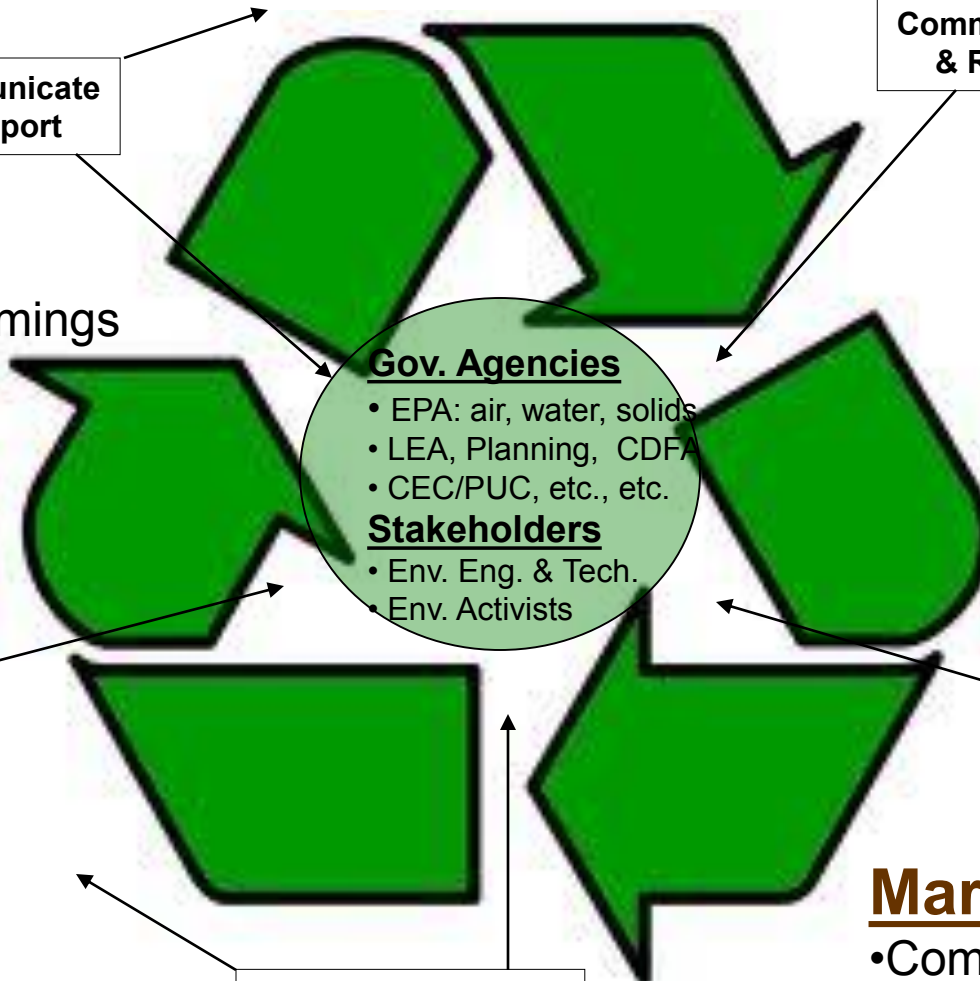 Comn
& R
unicate
port
mings
Gov. Agencies
• EPA: air, water, solids
• LEA, Planning, CDFA
• CEC/PUC, etc., etc.
Stakeholders
• Env. Eng. & Tech.
• Env. Activists
Mar
•Com